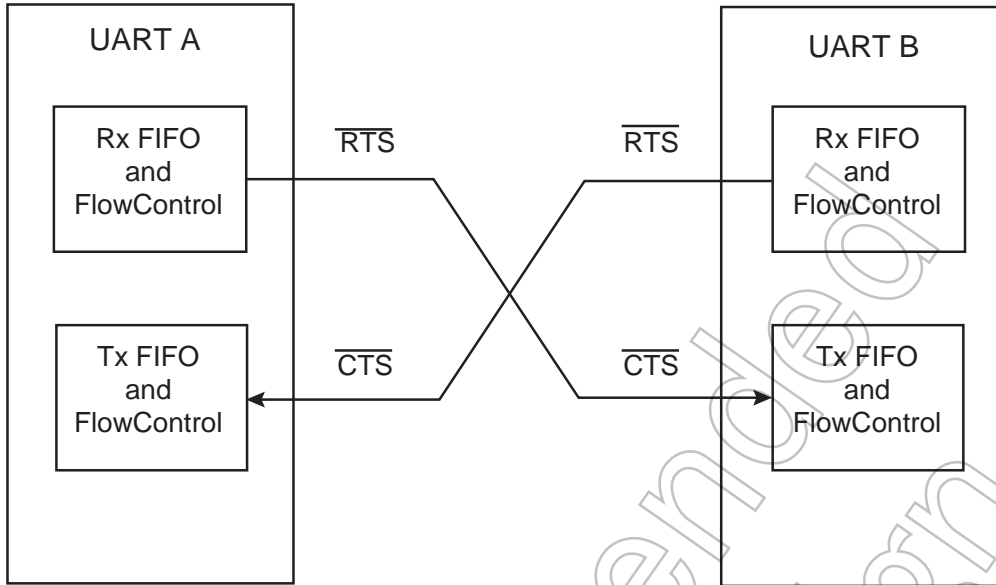 UART A
UART B
Rx FIFO
and
FlowControl
RTS
RTS
Rx FIFO
and
FlowControl
Tx FIFO
and
FlowControl
CTS
CTS
Tx FIFO
and
FlowControl
ended